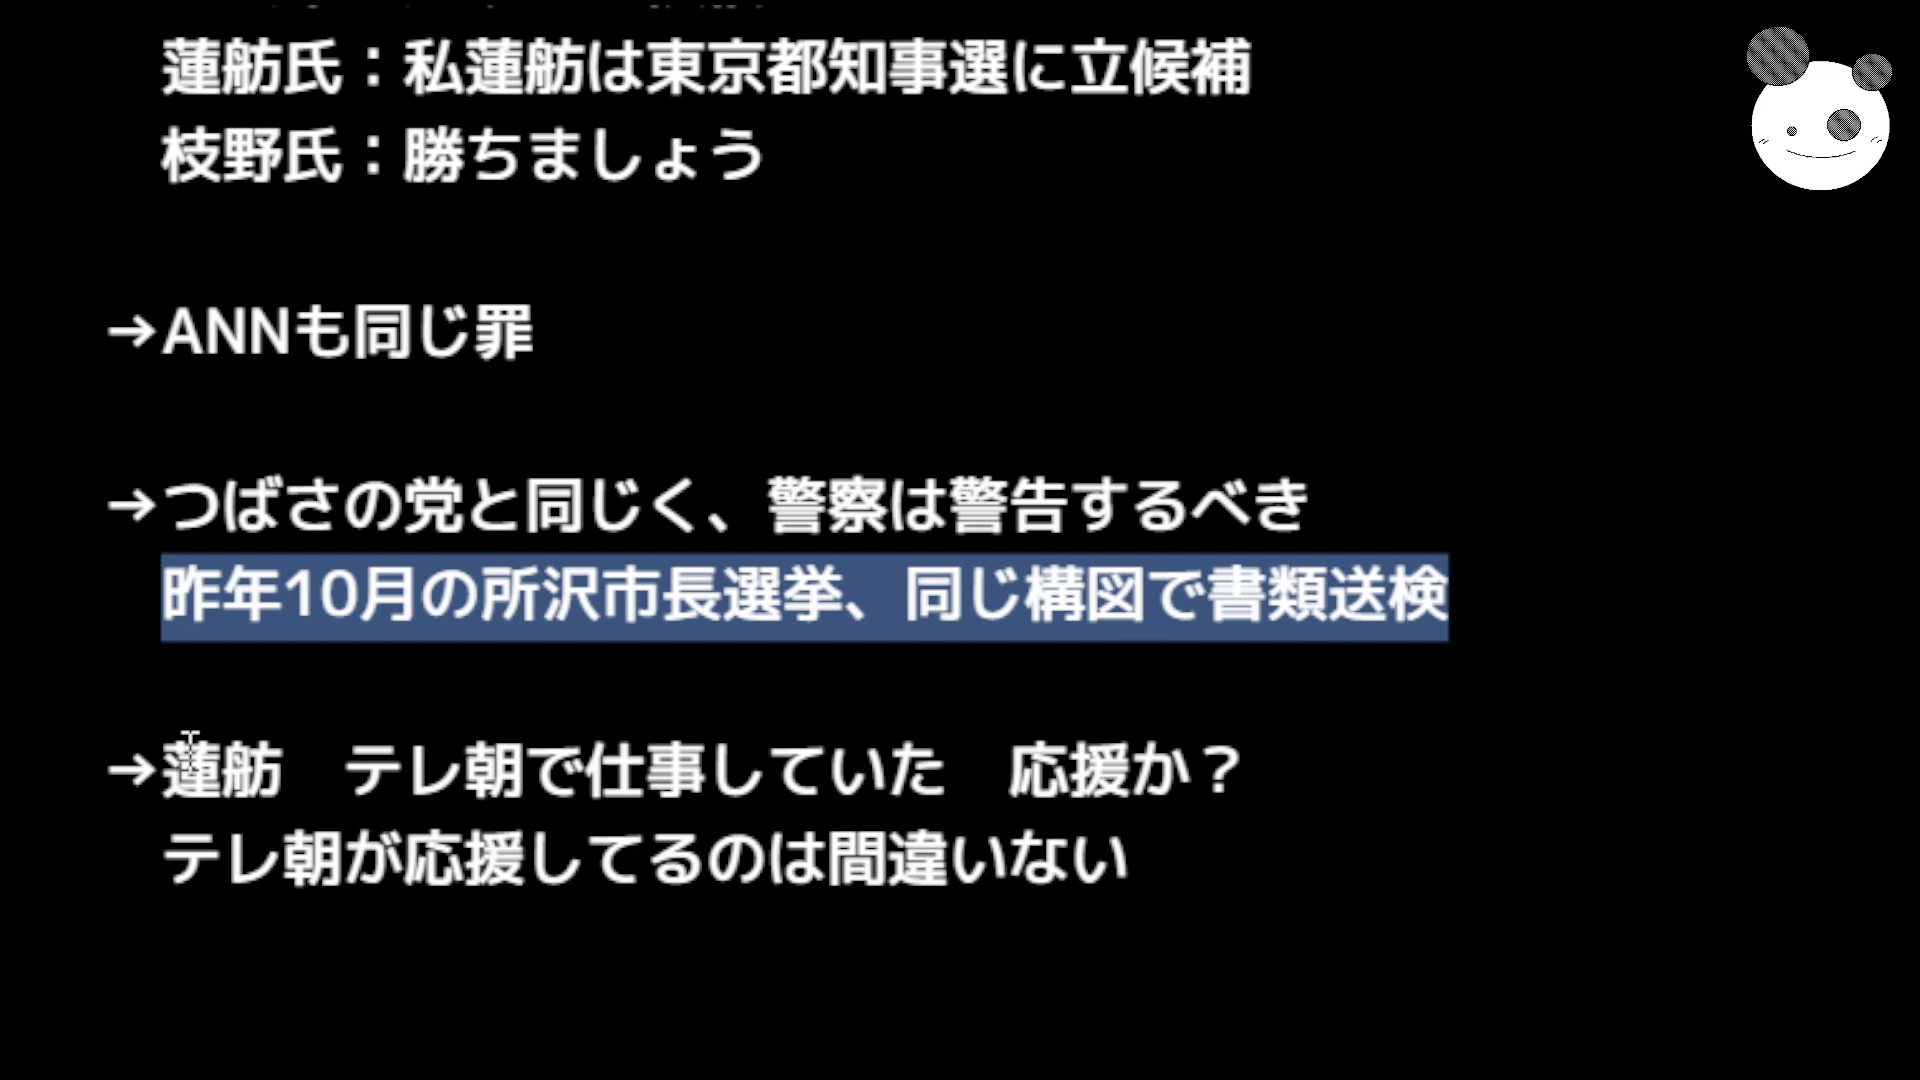 蓮舫氏：私蓮舫は東京都知事選に立候補
枝野氏：勝ちましょう
→ANNも同じ罪
→つばさの党と同じく、警察は警告するべき
昨年10月の所沢市長選挙、同じ構図で書類送検
→蓮舫　テレ朝で仕事していた　応援か？
テレ朝が応援してるのは間違いない